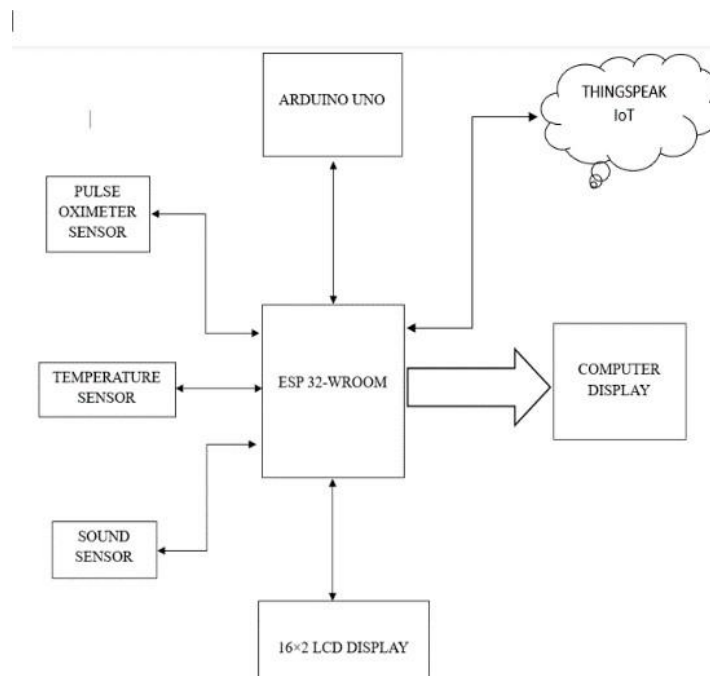 ARDUINO UNO
THINGSPEAK
IoT
PULSE
OXIMETER
SENSOR
TEMPERATURE
SENSOR
ESP 32-WROOM
COMPUTER
DISPLAY
SOUND
SENSOR
16×2 LCD DISPLAY